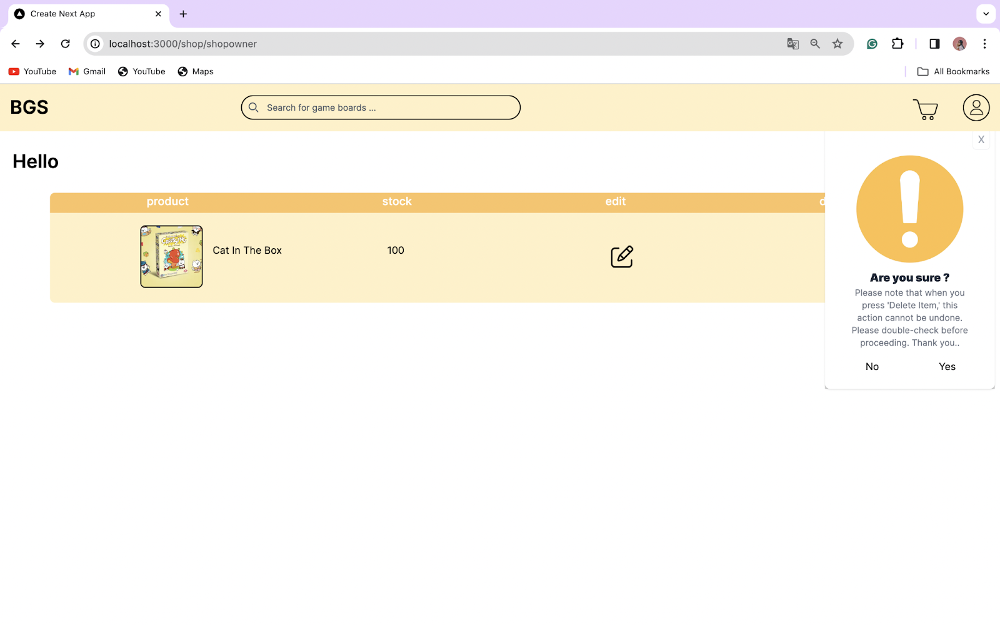 Create Next App
localhost:3000/shop/shopowner
YouTube
Gmail
YouTube
Maps
All Bookmarks
BGS
Search for game boards ...
X
Hello
product
stock
edit
d
CROSSING
Cat In The Box
100
Are you sure ?
Please note that when you
press 'Delete Item,' this
action cannot be undone.
Please double-check before
proceeding. Thank you..
No
Yes